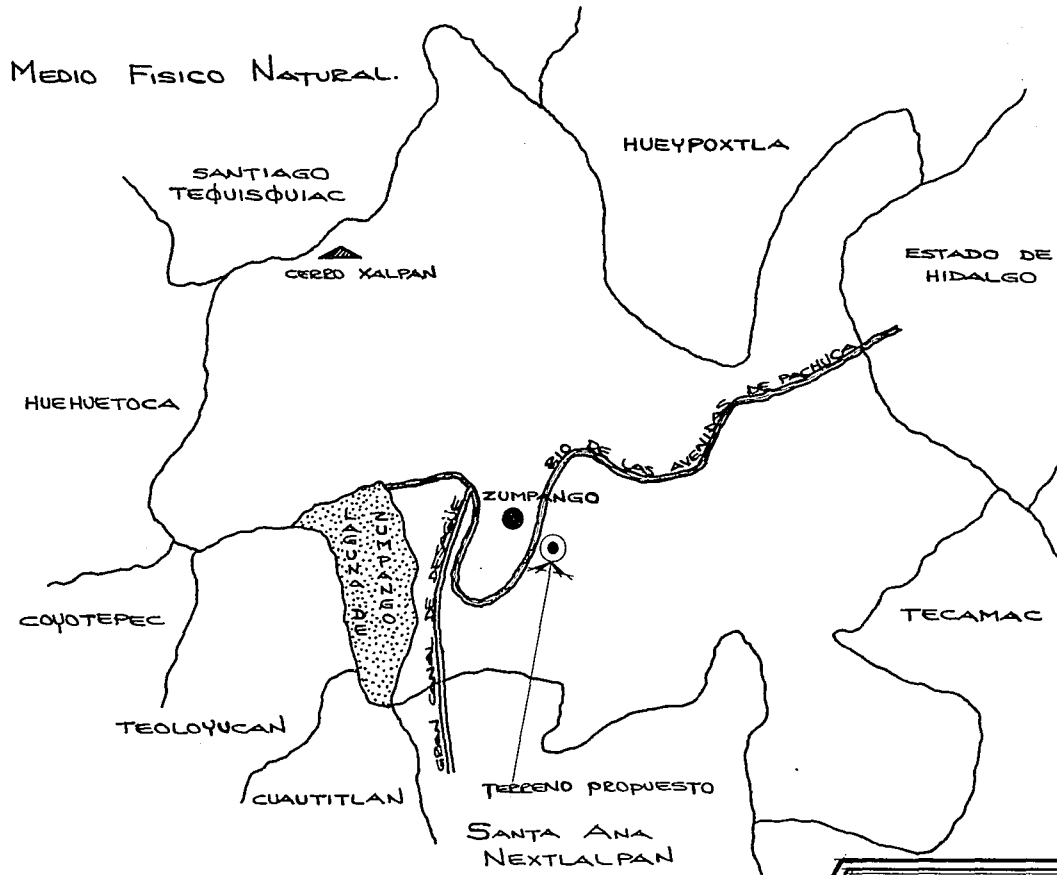 MEDIO FISICO NATURAL.
HUEYPOXTLA
SANTIAGO
TEQUISQUIAC
CERRO XALPAN
ESTADO DE
HIDALGO
HUEHUETOCA
RIO DE LAS AVENIDAS DE PACHUCA
ZUMPANGO
LAGUNA DE
ZUMPANGO
GRAN CANAL DE DESAGÜE
COYOTEPEC
TECAMAC
TEOLOYUCAN
CUAUTITLAN
TERRENO PROPUESTO
SANTA ANA
NEXTLALPAN